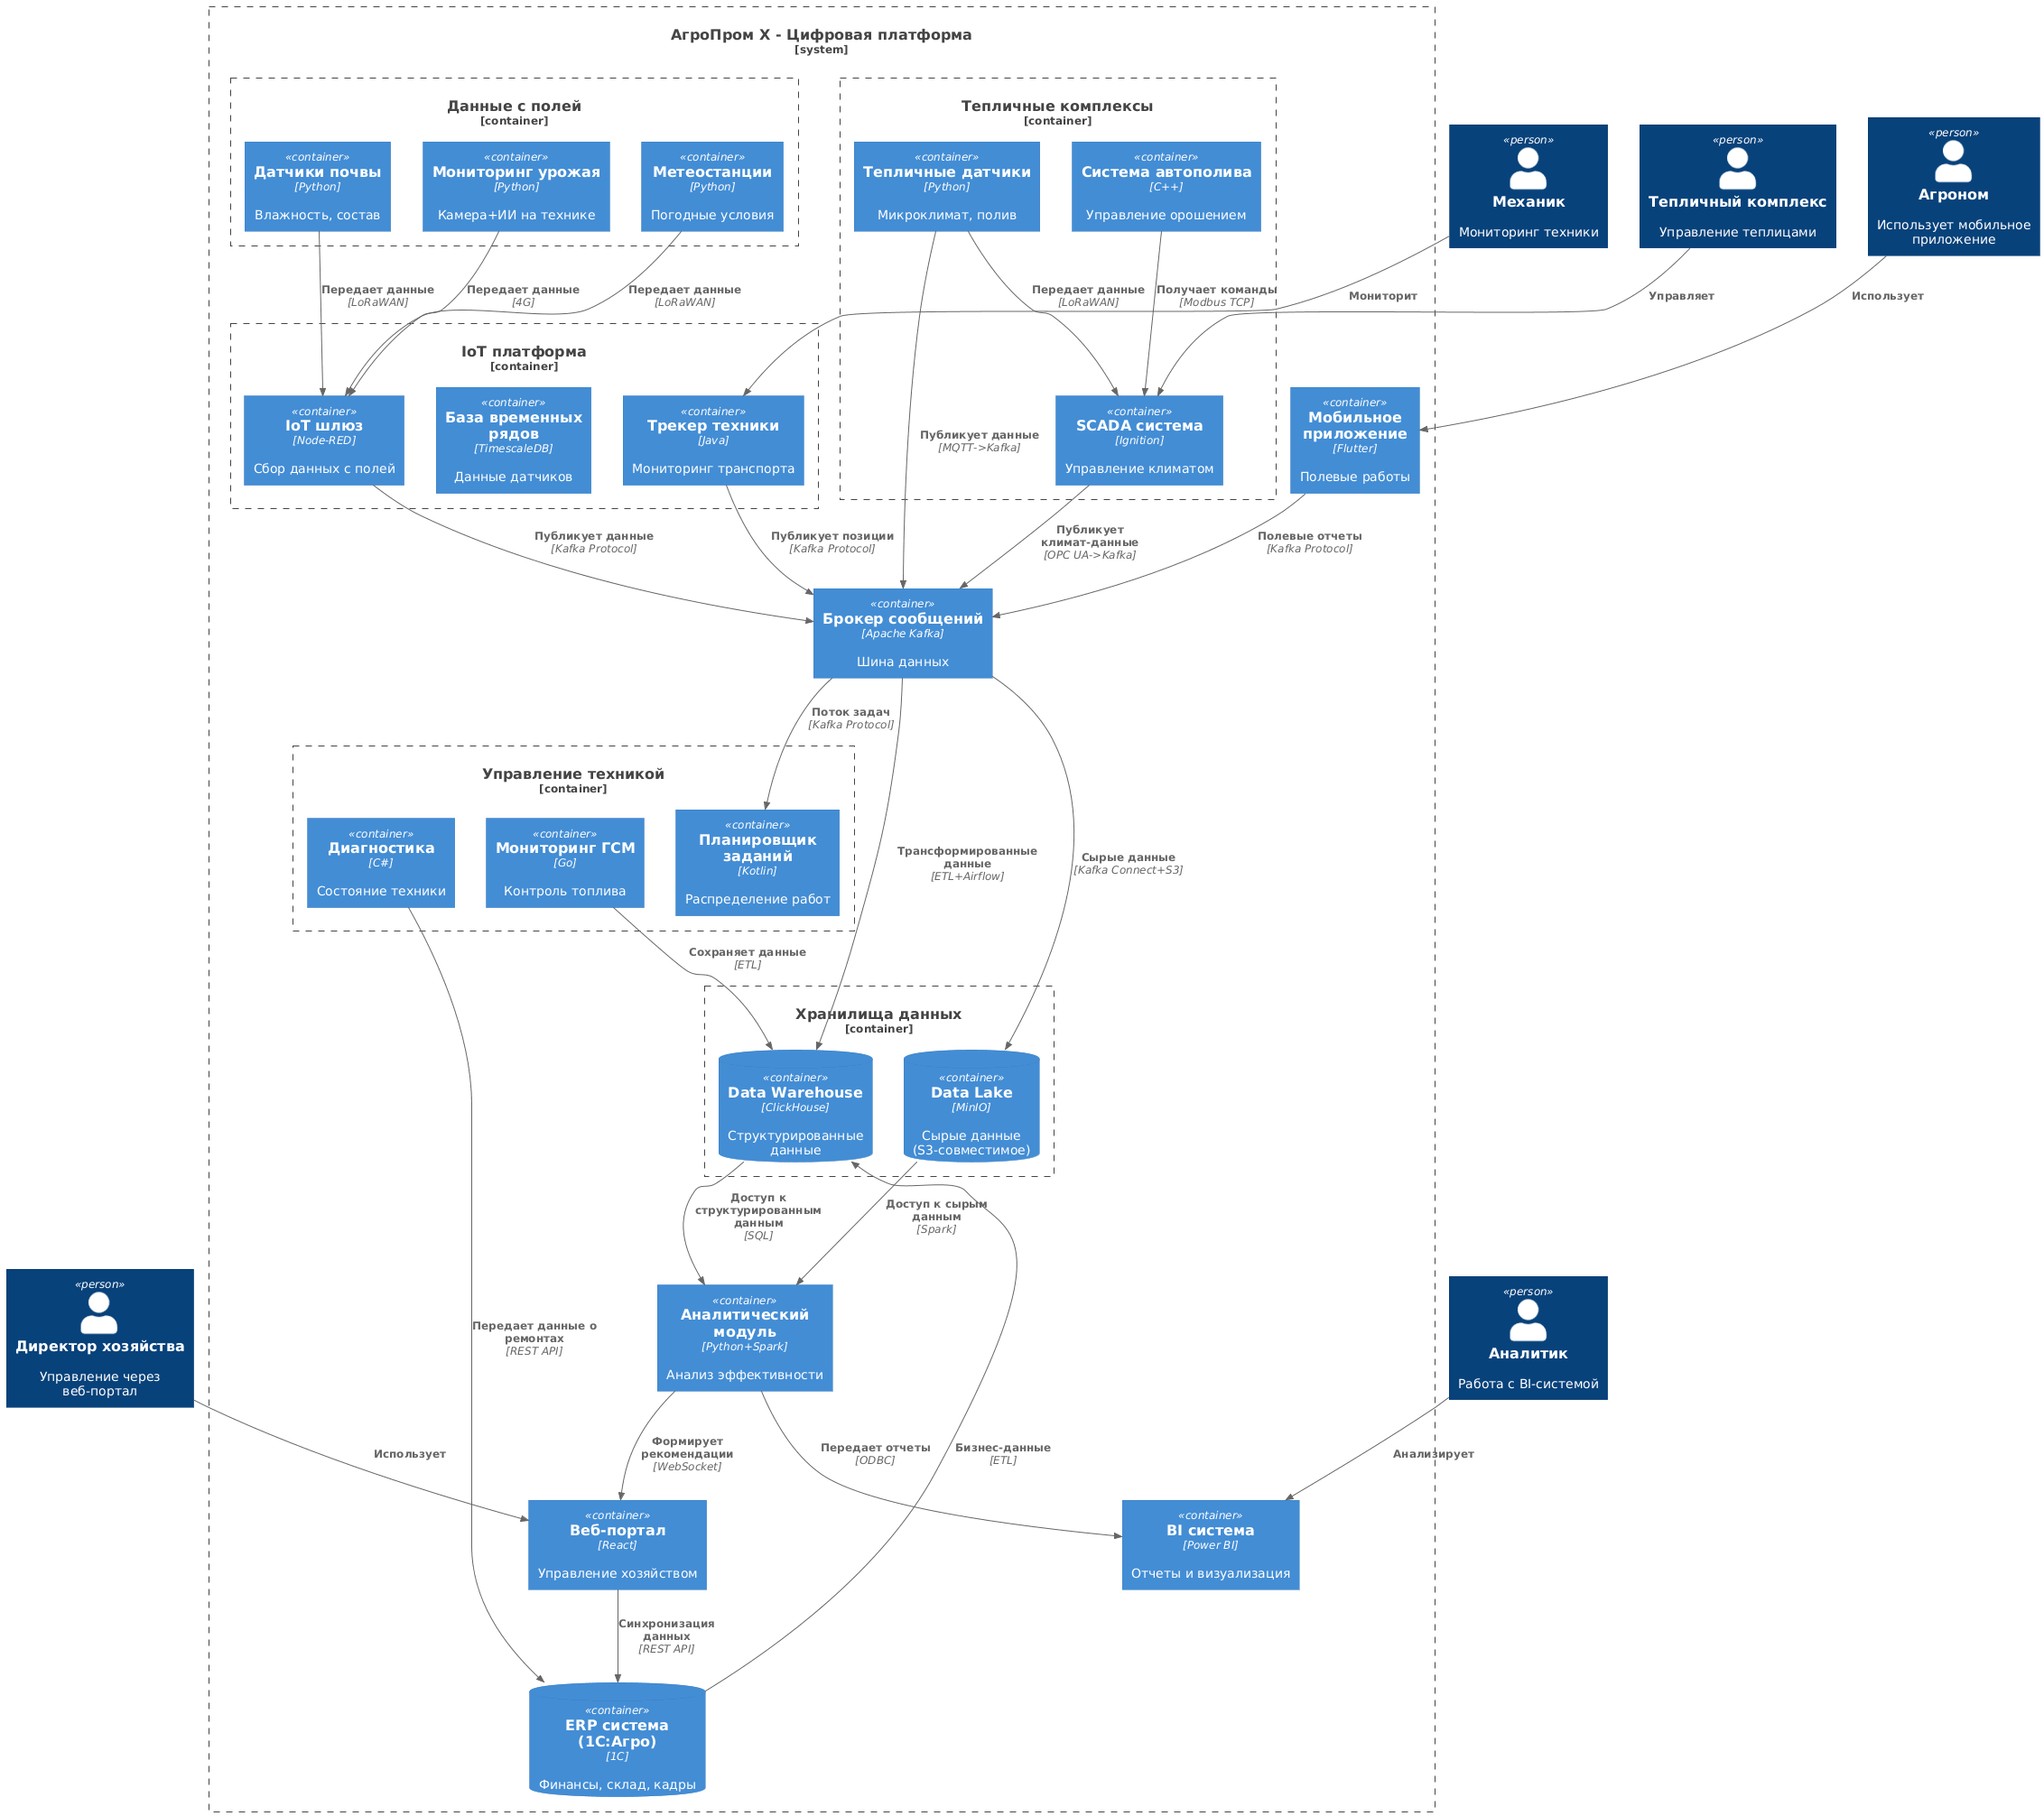 АгроПром X - Цифровая платформа
[system]
Данные с полей
[container]
«container»
Датчики почвы
[Python]
Влажность, состав
«container»
Мониторинг урожая
[Python]
Камера+ИИ на технике
«container»
Метеостанции
[Python]
Погодные условия
Тепличные комплексы
[container]
«container»
Тепличные датчики
[Python]
Микроклимат, полив
«container»
Система автополива
[C++]
Управление орошением
«person»
Механик
Мониторинг техники
«person»
Тепличный комплекс
Управление теплицами
«person»
Агроном
Использует мобильное
приложение
Передает данные
[LoRaWAN]
Передает данные
[4G]
Передает данные
[LoRaWAN]
Передает данные
[LoRaWAN]
Получает команды
[Modbus TCP]
Мониторит
Управляет
Использует
IoT платформа
[container]
«container»
IoT шлюз
[Node-RED]
Сбор данных с полей
«container»
База временных
рядов
[TimescaleDB]
Данные датчиков
«container»
Трекер техники
[Java]
Мониторинг транспорта
Публикует данные
[MQTT->Kafka]
«container»
SCADA система
[Ignition]
Управление климатом
«container»
Мобильное
приложение
[Flutter]
Полевые работы
Публикует данные
[Kafka Protocol]
Публикует позиции
[Kafka Protocol]
Публикует
климат-данные
[OPC UA->Kafka]
Полевые отчеты
[Kafka Protocol]
«container»
Брокер сообщений
[Apache Kafka]
Шина данных
Поток задач
[Kafka Protocol]
Управление техникой
[container]
«container»
Диагностика
[C#]
Состояние техники
«container»
Мониторинг ГСМ
[Go]
Контроль топлива
«container»
Планировщик
заданий
[Kotlin]
Распределение работ
Трансформированные
данные
[ETL+Airflow]
Сырые данные
[Kafka Connect+S3]
Сохраняет данные
[ETL]
Хранилища данных
[container]
«container»
Data Warehouse
[ClickHouse]
Структурированные
данные
«container»
Data Lake
[MinIO]
Сырые данные
(S3-совместимое)
Доступ к
структурированным
данным
[SQL]
Доступ к сырым
данным
[Spark]
«person»
Директор хозяйства
Управление через
веб-портал
Передает данные о
ремонтах
[REST API]
«container»
Аналитический
модуль
[Python+Spark]
Анализ эффективности
«person»
Аналитик
Работа с BI-системой
Использует
Формирует
рекомендации
[WebSocket]
Передает отчеты
[ODBC]
Бизнес-данные
[ETL]
Анализирует
«container»
Веб-портал
[React]
Управление хозяйством
«container»
BI система
[Power BI]
Отчеты и визуализация
Синхронизация
данных
[REST API]
«container»
ERP система
(1С:Агро)
[1C]
Финансы, склад, кадры